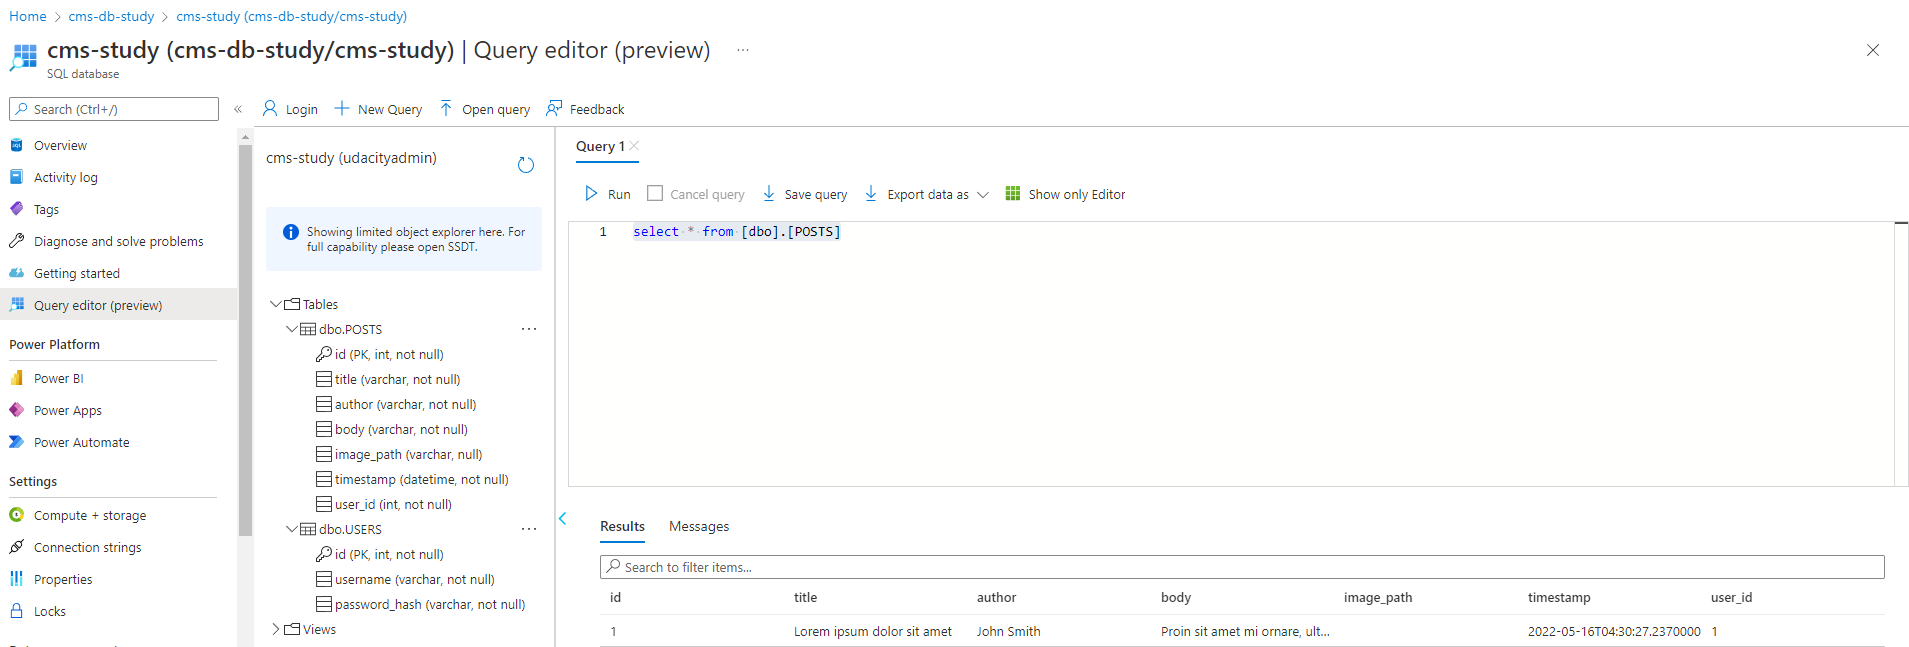 Home > cms-db-study > cms-study (cms-db-study/cms-study)
cms-study (cms-db-study/cms-study) | Query editor (preview) ...
SQL database
Search (Ctrl+/)
«
Overview
Activity log
Tags
Diagnose and solve problems
Getting started
Query editor (preview)
Power Platform
Power BI
Power Apps
Power Automate
Settings
Compute + storage
Connection strings
Properties
Locks
Login
New Query
Open query
Feedback
cms-study (udacityadmin)
Showing limited object explorer here. For
full capability please open SSDT.
Tables
dbo.POSTS ...
id (PK, int, not null)
title (varchar, not null)
author (varchar, not null)
body (varchar, not null)
image_path (varchar, null)
timestamp (datetime, not null)
user_id (int, not null)
dbo.USERS ...
id (PK, int, not null)
username (varchar, not null)
password_hash (varchar, not null)
Views
Query 1
Run
Cancel query
Save query
Export data as
Show only Editor
1 select * from [dbo].[POSTS]
Results Messages
Search to filter items...
id title author body image_path timestamp user_id
1 Lorem ipsum dolor sit amet John Smith Proin sit amet mi ornare, ult... 2022-05-16T04:30:27.2370000 1